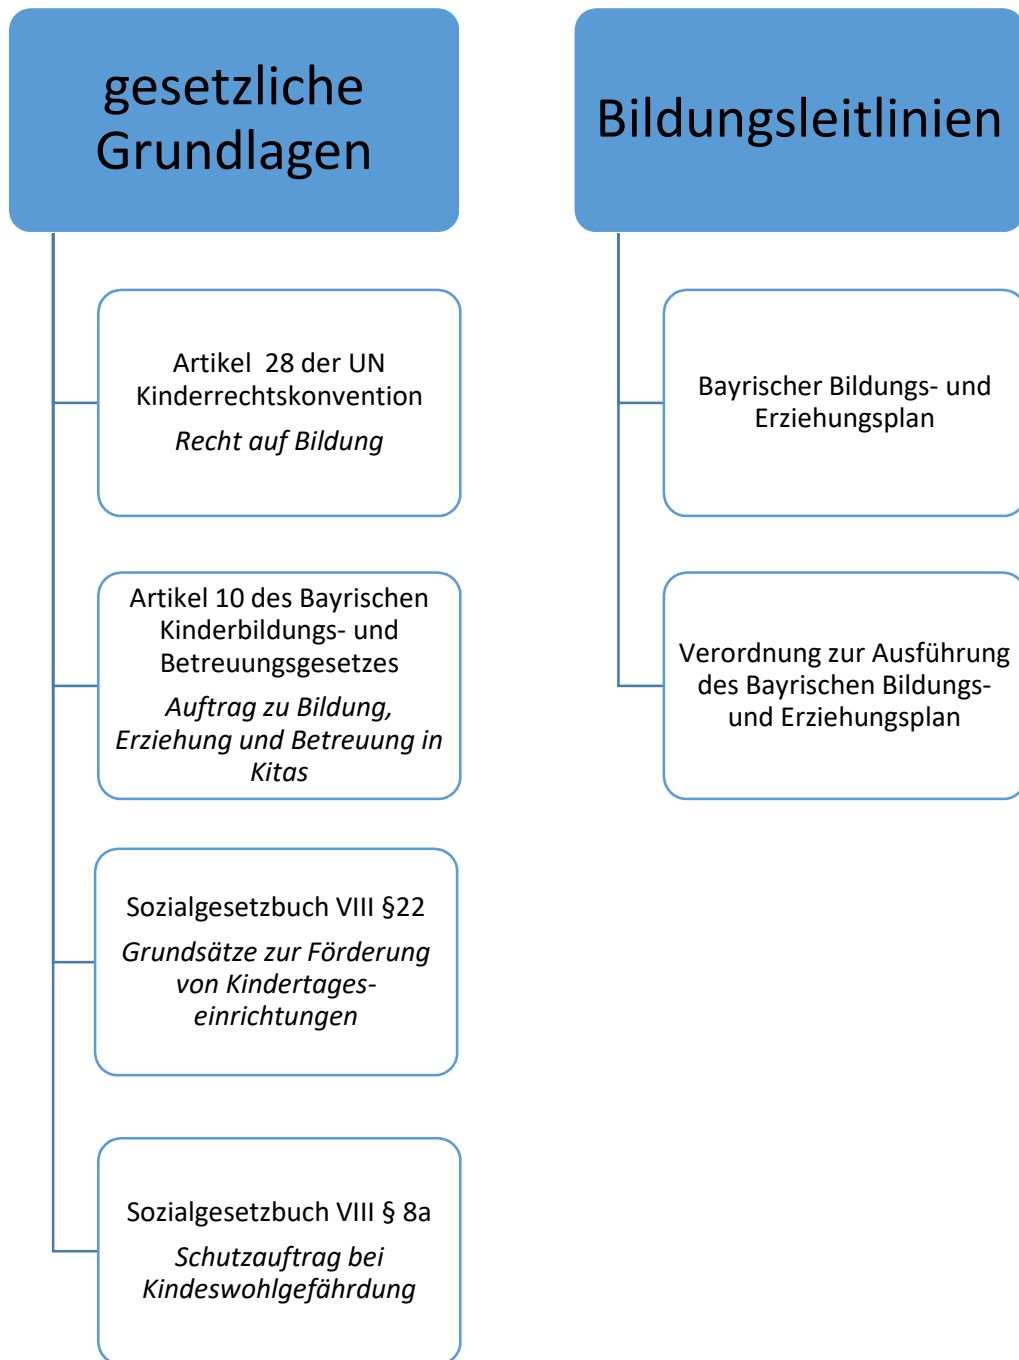 gesetzliche
Grundlagen
Artikel 28 der UN
Kinderrechtskonvention
Recht auf Bildung
Artikel 10 des Bayrischen
Kinderbildungs- und
Betreuungsgesetzes
Auftrag zu Bildung,
Erziehung und Betreuung in
Kitas
Sozialgesetzbuch VIII §22
Grundsätze zur Förderung
von Kindertages-
einrichtungen
Sozialgesetzbuch VIII § 8a
Schutzauftrag bei
Kindeswohlgefährdung
Bildungsleitlinien
Bayrischer Bildungs- und
Erziehungsplan
Verordnung zur Ausführung
des Bayrischen Bildungs-
und Erziehungsplan